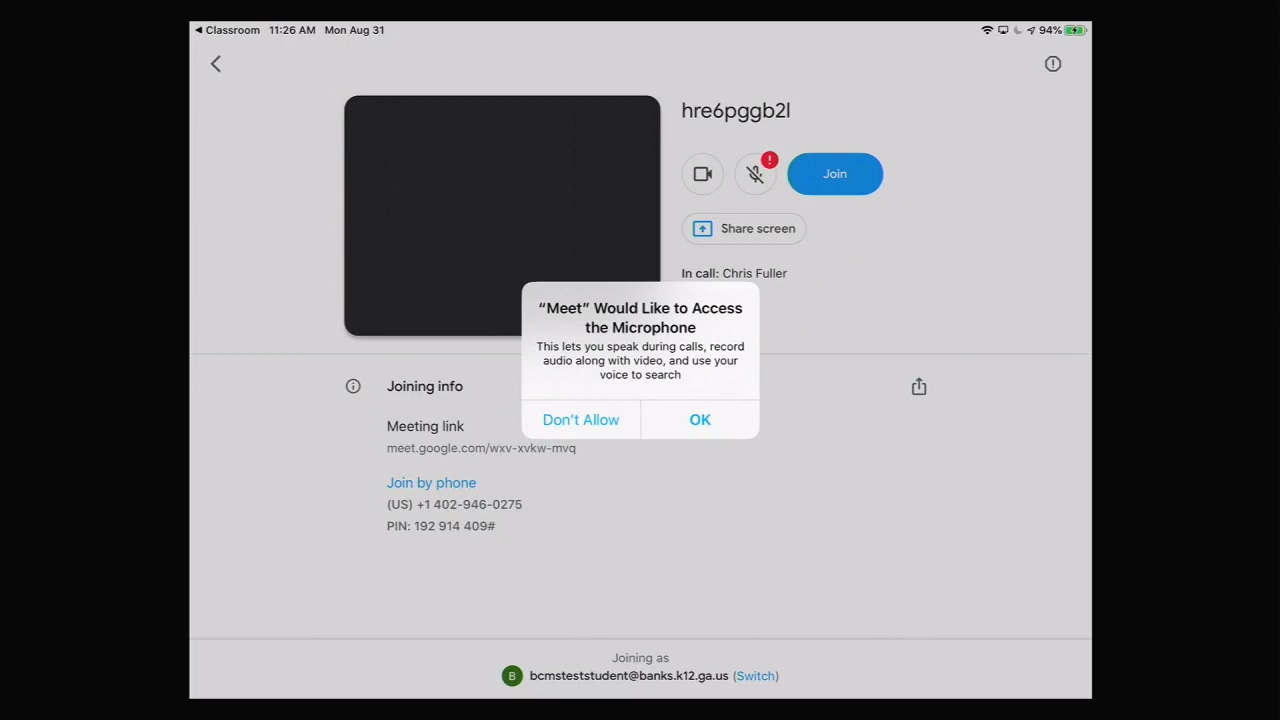 Classroom 11:26 AM Mon Aug 31
94%
hre6pggb2l
Join
Share screen
In call: Chris Fuller
“Meet” Would Like to Access
the Microphone
This lets you speak during calls, record
audio along with video, and use your
voice to search
Don’t Allow
OK
Joining info
Meeting link
meet.google.com/wxv-xvkw-mvq
Join by phone
(US) +1 402-946-0275
PIN: 192 914 409#
Joining as
B bcmsteststudent@banks.k12.ga.us (Switch)